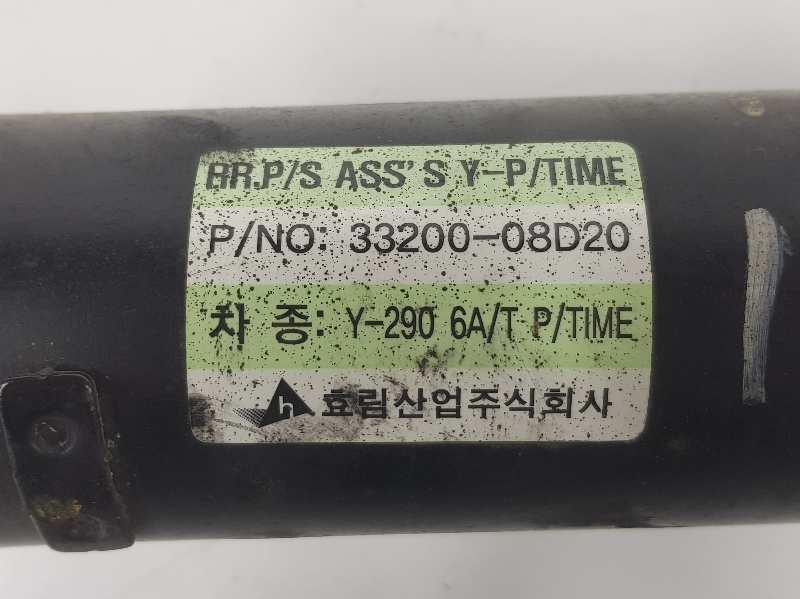 RR.P/S ASS'S Y-P/TIME
P/NO: 33200-08D20
차 종: Y-290 6A/T P/TIME
h 효림산업주식회사